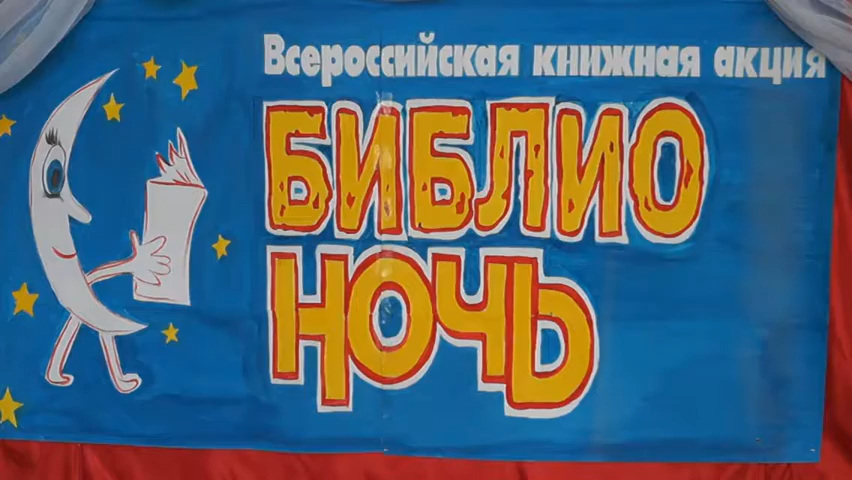 Всероссийская книжная акция
БИБЛИО
НОЧЬ